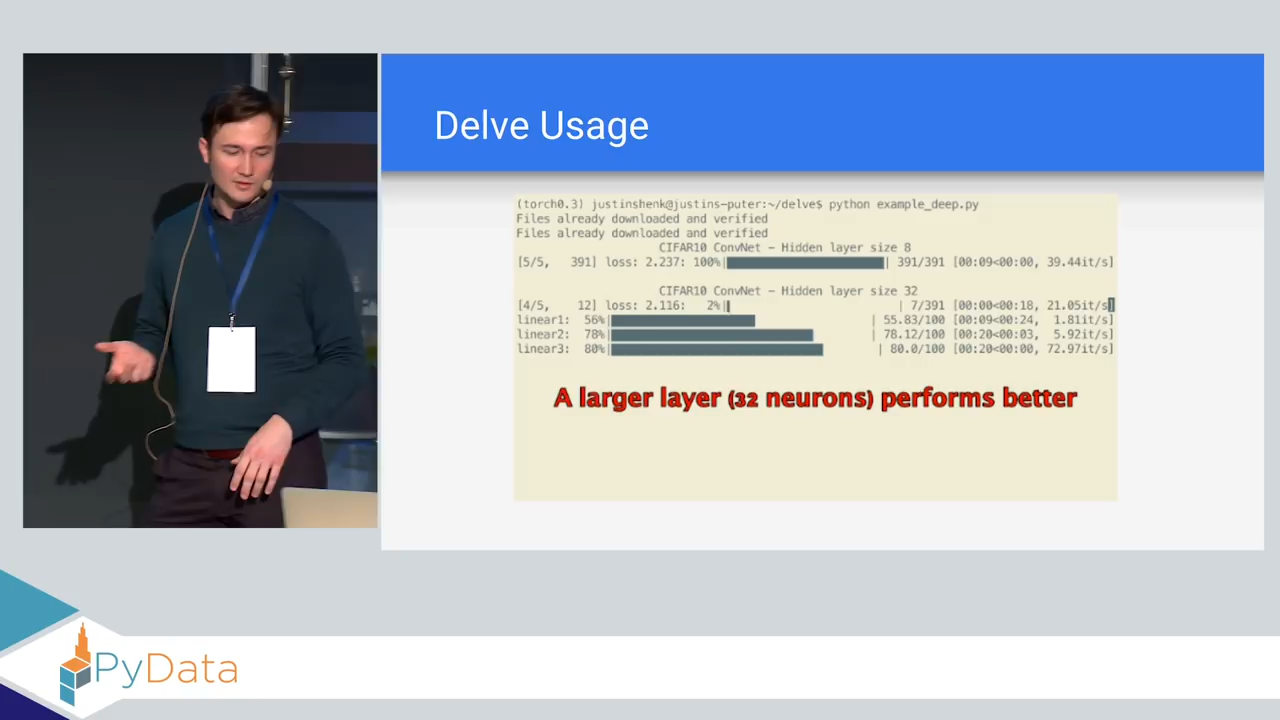 Delve Usage
(torch0.3) justinshenk@justins-puter:~/delve$ python example_deep.py
Files already downloaded and verified
Files already downloaded and verified
CIFAR10 ConvNet - Hidden layer size 8
[5/5,   391] loss: 2.237: 100%| | 391/391 [00:09<00:00, 39.44it/s]
CIFAR10 ConvNet - Hidden layer size 32
[4/5,    12] loss: 2.116:   2%| | 7/391 [00:00<00:18, 21.05it/s]
linear1:  56%| | 55.83/100 [00:09<00:24,  1.81it/s]
linear2:  78%| | 78.12/100 [00:20<00:03,  5.92it/s]
linear3:  80%| | 80.0/100 [00:20<00:00, 72.97it/s]
A larger layer (32 neurons) performs better
PyData